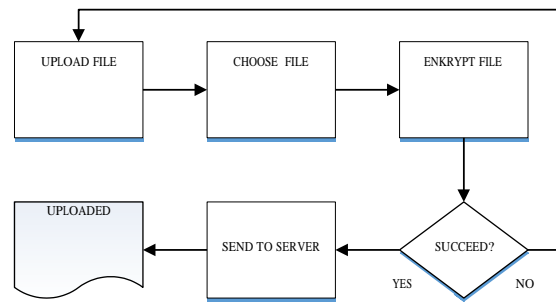 UPLOAD FILE
CHOOSE FILE
ENKRYPT FILE
UPLOADED
SEND TO SERVER
SUCCEED?
YES
NO